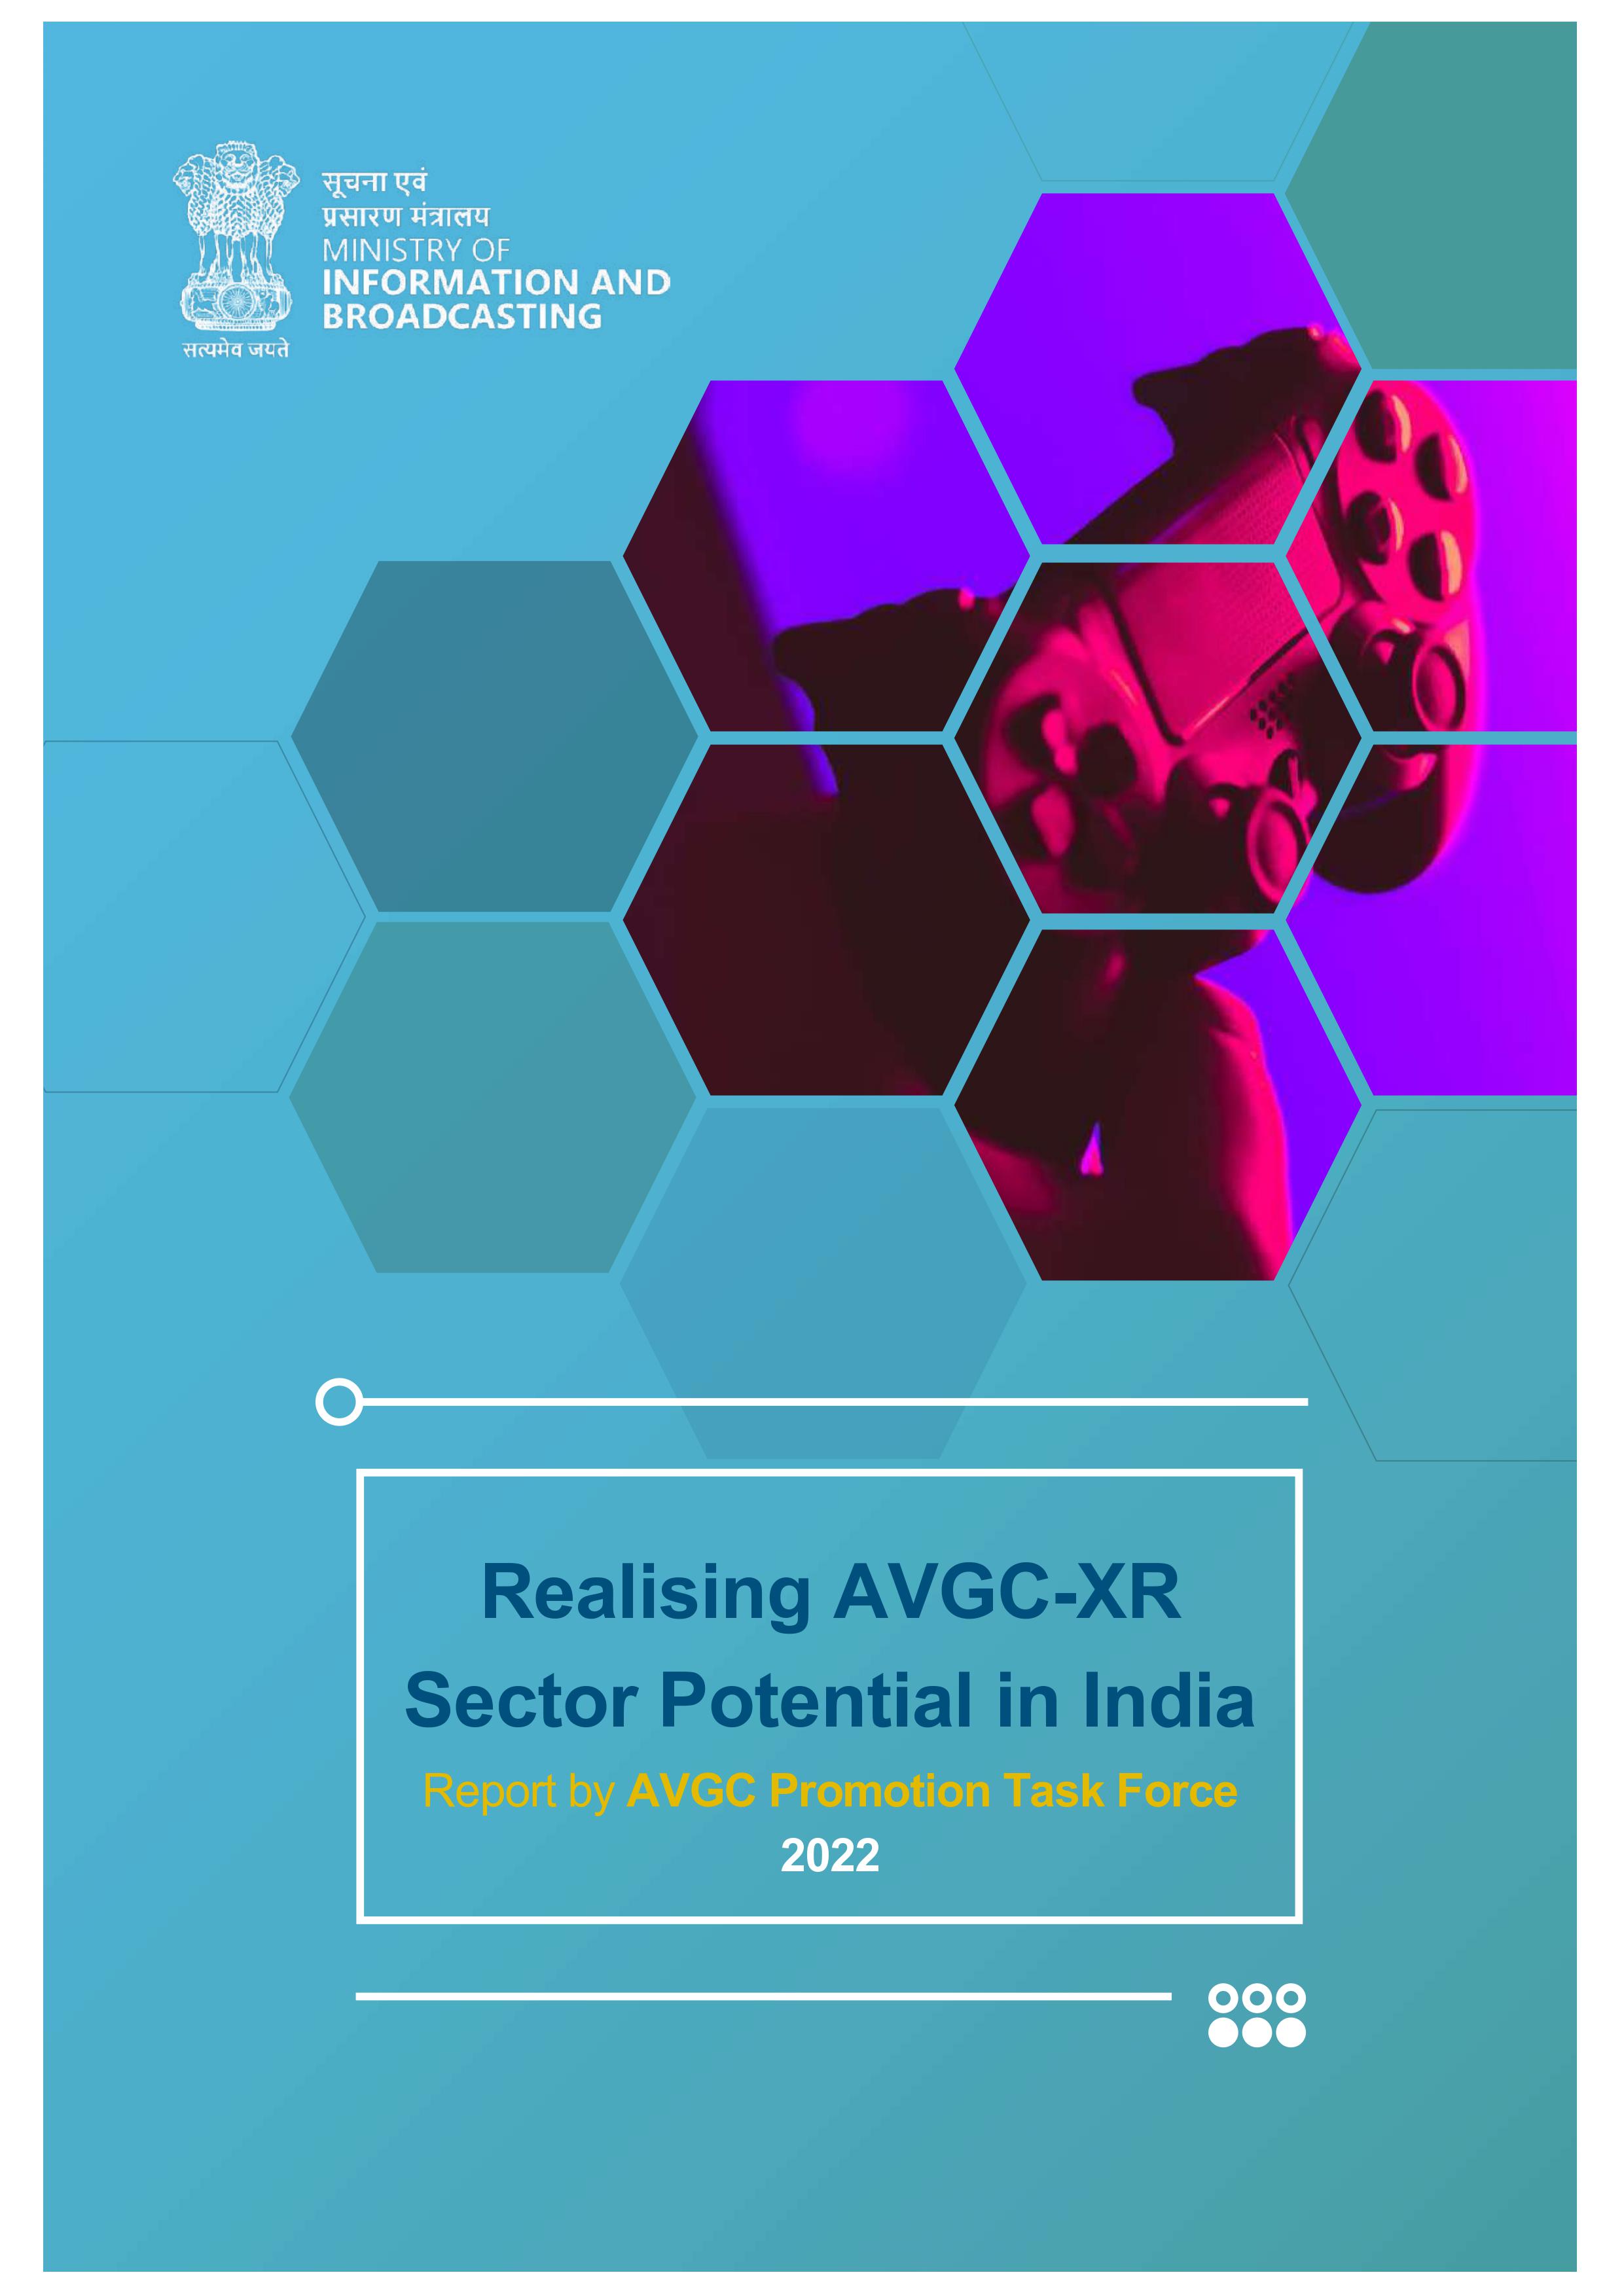 सूचना एवं
प्रसारण मंत्रालय
MINISTRY OF
INFORMATION AND
BROADCASTING
सत्यमेव जयते
Realising AVGC-XR
Sector Potential in India
Report by AVGC Promotion Task Force
2022